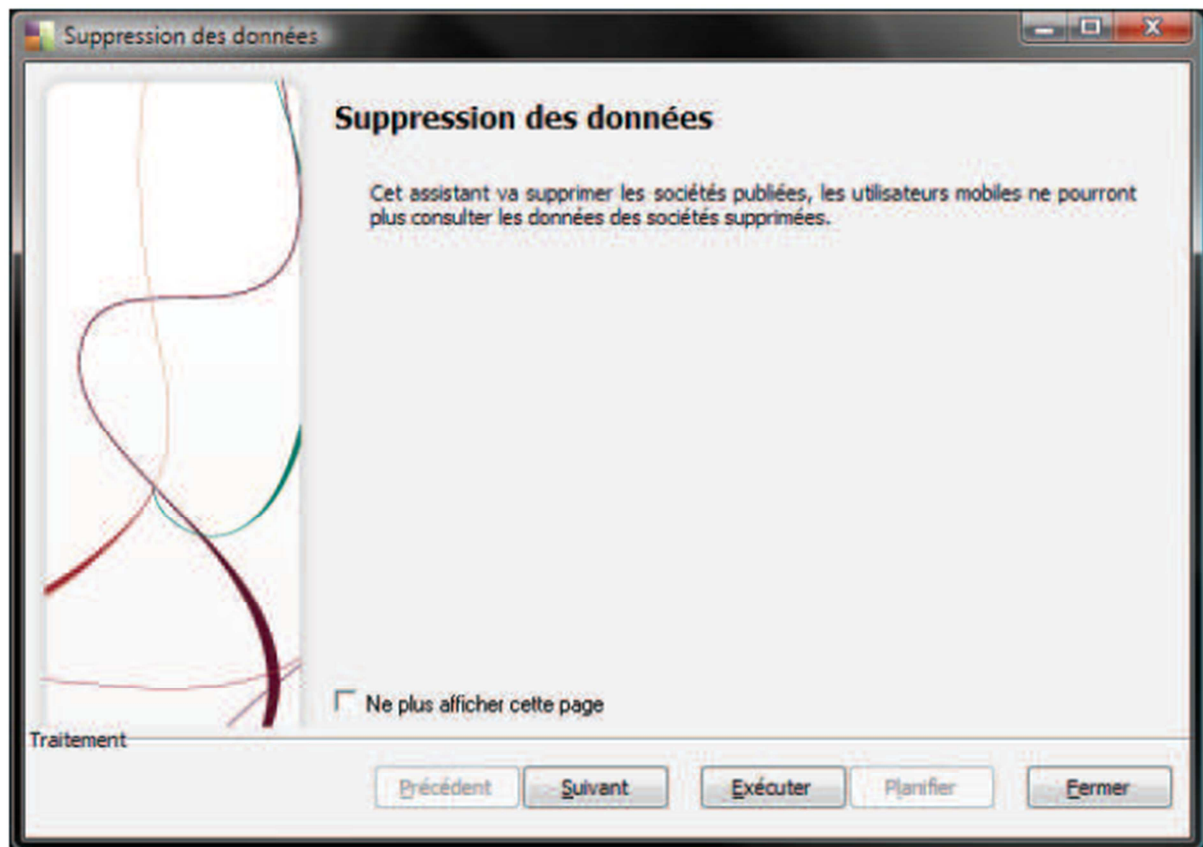 Suppression des données
Suppression des données
Cet assistant va supprimer les sociétés publiées, les utilisateurs mobiles ne pourront
plus consulter les données des sociétés supprimées.
Ne plus afficher cette page
Traitement
Précédent Suivant Exécuter Planifier Fermer